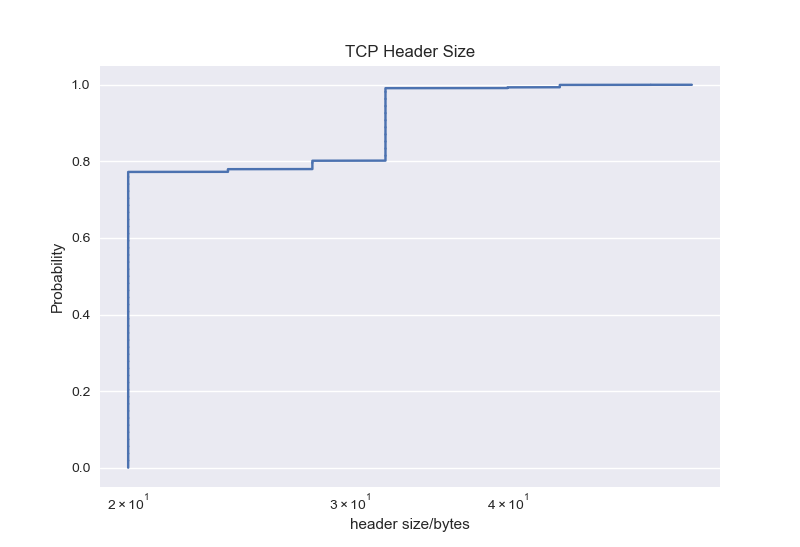 TCP Header Size
1.0
0.8
0.6
0.4
0.2
0.0
Probability
2 × 10¹ 3 × 10¹ 4 × 10¹
header size/bytes